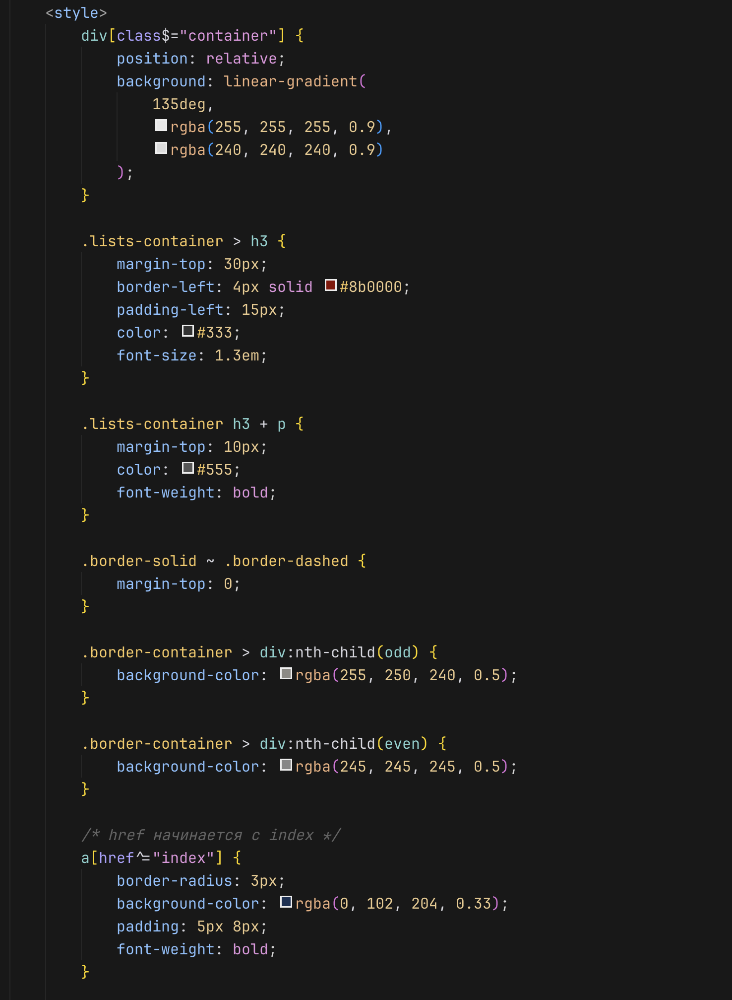 <style>
div[class$="container"] {
position: relative;
background: linear-gradient(
135deg,
rgba(255, 255, 255, 0.9),
rgba(240, 240, 240, 0.9)
);
}
.lists-container > h3 {
margin-top: 30px;
border-left: 4px solid #8b0000;
padding-left: 15px;
color: #333;
font-size: 1.3em;
}
.lists-container h3 + p {
margin-top: 10px;
color: #555;
font-weight: bold;
}
.border-solid ~ .border-dashed {
margin-top: 0;
}
.border-container > div:nth-child(odd) {
background-color: rgba(255, 250, 240, 0.5);
}
.border-container > div:nth-child(even) {
background-color: rgba(245, 245, 245, 0.5);
}
/* href начинается с index */
a[href^="index"] {
border-radius: 3px;
background-color: rgba(0, 102, 204, 0.33);
padding: 5px 8px;
font-weight: bold;
}